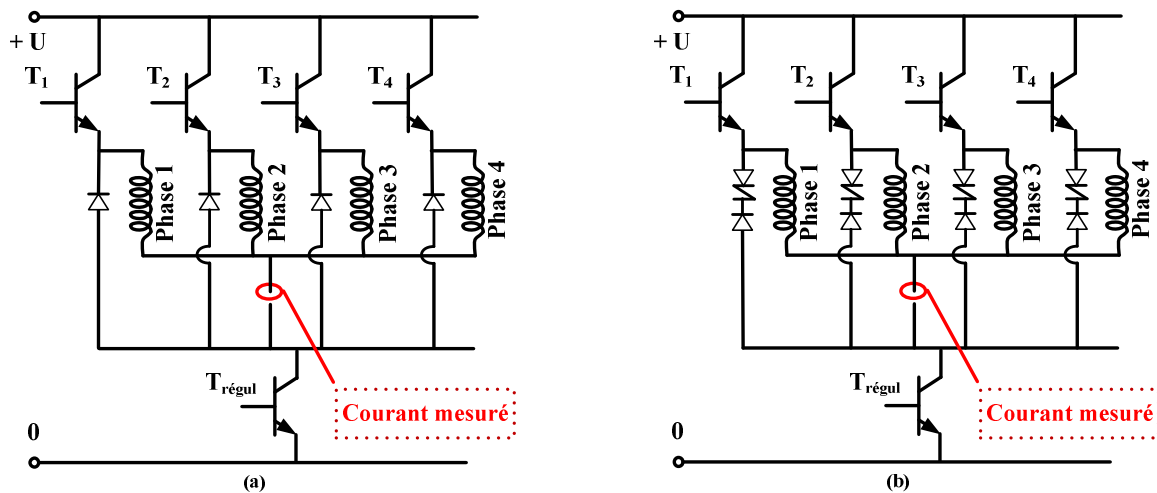 + U
T1
T2
T3
T4
Phase 1
Phase 2
Phase 3
Phase 4
Trégul
Courant mesuré
0
(a)
+ U
T1
T2
T3
T4
Phase 1
Phase 2
Phase 3
Phase 4
Trégul
Courant mesuré
0
(b)